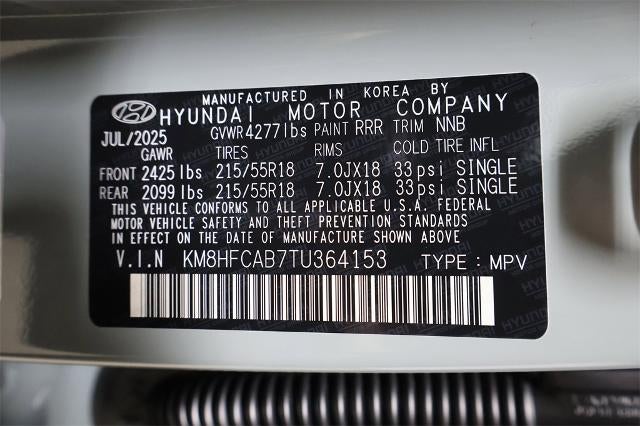 MANUFACTURED IN KOREA BY
HYUNDAI MOTOR COMPANY
JUL/2025 GVWR 4277lbs PAINT RRR TRIM NNB
GAWR TIRES RIMS COLD TIRE INFL
FRONT 2425 lbs 215/55R18 7.0JX18 33psi SINGLE
REAR 2099 lbs 215/55R18 7.0JX18 33psi SINGLE
THIS VEHICLE CONFORMS TO ALL APPLICABLE U.S.A. FEDERAL
MOTOR VEHICLE SAFETY AND THEFT PREVENTION STANDARDS
IN EFFECT ON THE DATE OF MANUFACTURE SHOWN ABOVE.
V.I.N KM8HFCAB7TU364153 TYPE : MPV